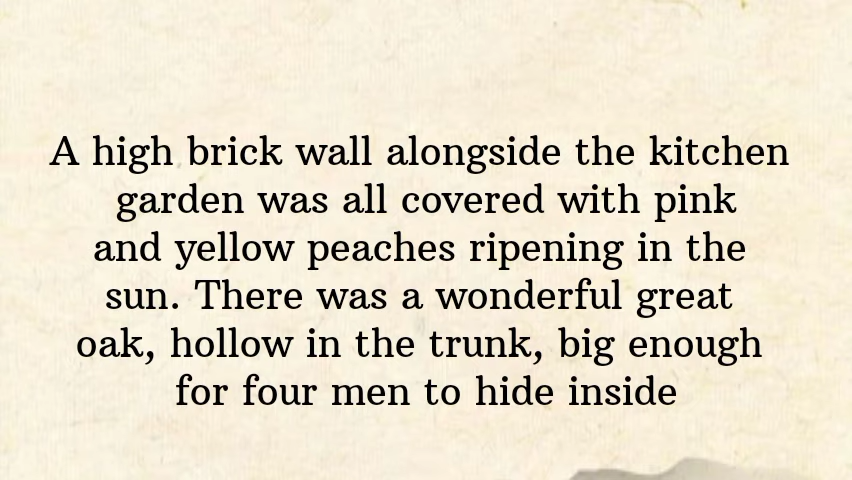 A high brick wall alongside the kitchen
garden was all covered with pink
and yellow peaches ripening in the
sun. There was a wonderful great
oak, hollow in the trunk, big enough
for four men to hide inside